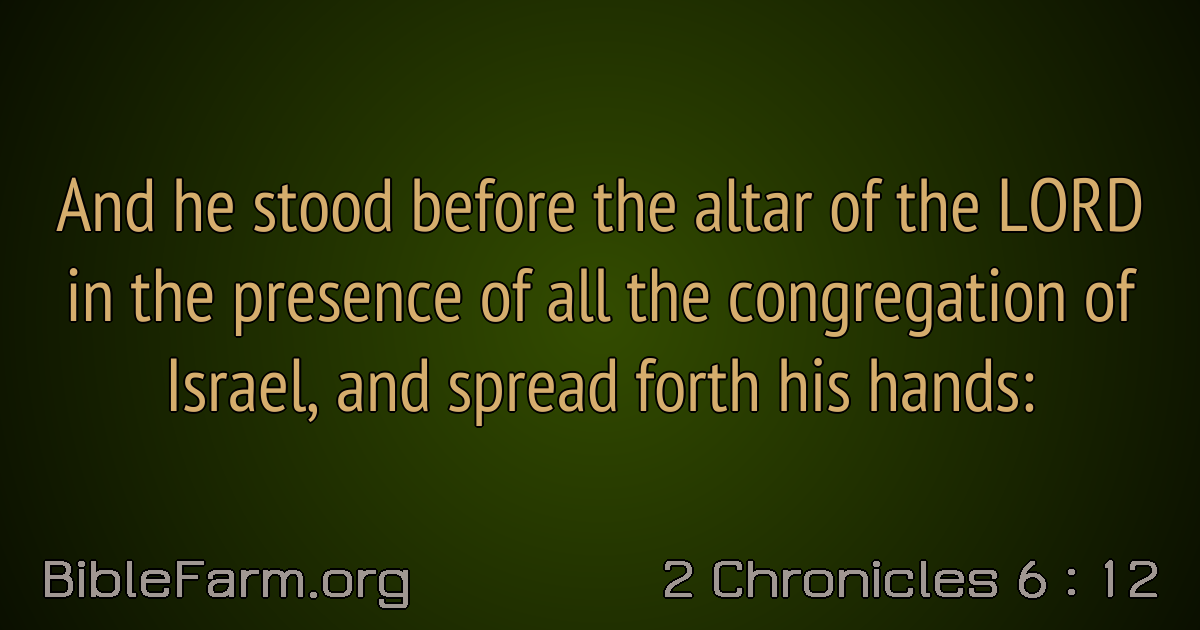 And he stood before the altar of the LORD
in the presence of all the congregation of
Israel, and spread forth his hands:
BibleFarm.org
2 Chronicles 6 : 12